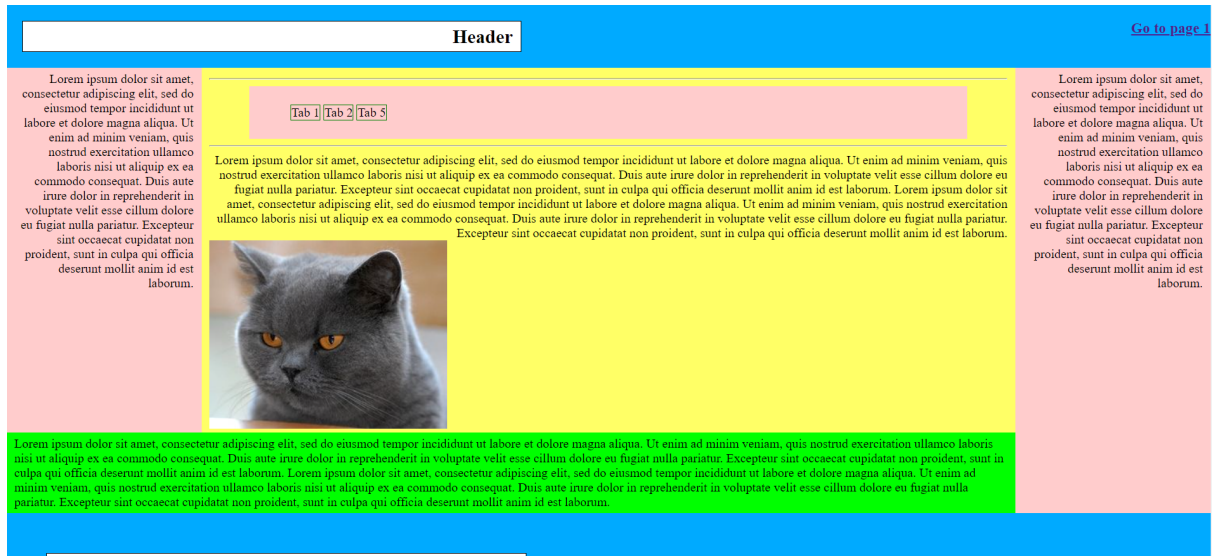 Header
Go to page 1
Lorem ipsum dolor sit amet,
consectetur adipiscing elit, sed do
eiusmod tempor incididunt ut
labore et dolore magna aliqua. Ut
enim ad minim veniam, quis
nostrud exercitation ullamco
laboris nisi ut aliquip ex ea
commodo consequat. Duis aute
irure dolor in reprehenderit in
voluptate velit esse cillum dolore
eu fugiat nulla pariatur. Excepteur
sint occaecat cupidatat non
proident, sunt in culpa qui officia
deserunt mollit anim id est
laborum.
Tab 1 Tab 2 Tab 5
Lorem ipsum dolor sit amet, consectetur adipiscing elit, sed do eiusmod tempor incididunt ut labore et dolore magna aliqua. Ut enim ad minim veniam, quis
nostrud exercitation ullamco laboris nisi ut aliquip ex ea commodo consequat. Duis aute irure dolor in reprehenderit in voluptate velit esse cillum dolore eu
fugiat nulla pariatur. Excepteur sint occaecat cupidatat non proident, sunt in culpa qui officia deserunt mollit anim id est laborum. Lorem ipsum dolor sit
amet, consectetur adipiscing elit, sed do eiusmod tempor incididunt ut labore et dolore magna aliqua. Ut enim ad minim veniam, quis nostrud exercitation
ullamco laboris nisi ut aliquip ex ea commodo consequat. Duis aute irure dolor in reprehenderit in voluptate velit esse cillum dolore eu fugiat nulla pariatur.
Excepteur sint occaecat cupidatat non proident, sunt in culpa qui officia deserunt mollit anim id est laborum.
Lorem ipsum dolor sit amet,
consectetur adipiscing elit, sed do
eiusmod tempor incididunt ut
labore et dolore magna aliqua. Ut
enim ad minim veniam, quis
nostrud exercitation ullamco
laboris nisi ut aliquip ex ea
commodo consequat. Duis aute
irure dolor in reprehenderit in
voluptate velit esse cillum dolore
eu fugiat nulla pariatur. Excepteur
sint occaecat cupidatat non
proident, sunt in culpa qui officia
deserunt mollit anim id est
laborum.
Lorem ipsum dolor sit amet, consectetur adipiscing elit, sed do eiusmod tempor incididunt ut labore et dolore magna aliqua. Ut enim ad minim veniam, quis nostrud exercitation ullamco laboris
nisi ut aliquip ex ea commodo consequat. Duis aute irure dolor in reprehenderit in voluptate velit esse cillum dolore eu fugiat nulla pariatur. Excepteur sint occaecat cupidatat non proident, sunt in
culpa qui officia deserunt mollit anim id est laborum. Lorem ipsum dolor sit amet, consectetur adipiscing elit, sed do eiusmod tempor incididunt ut labore et dolore magna aliqua. Ut enim ad
minim veniam, quis nostrud exercitation ullamco laboris nisi ut aliquip ex ea commodo consequat. Duis aute irure dolor in reprehenderit in voluptate velit esse cillum dolore eu fugiat nulla
pariatur. Excepteur sint occaecat cupidatat non proident, sunt in culpa qui officia deserunt mollit anim id est laborum.